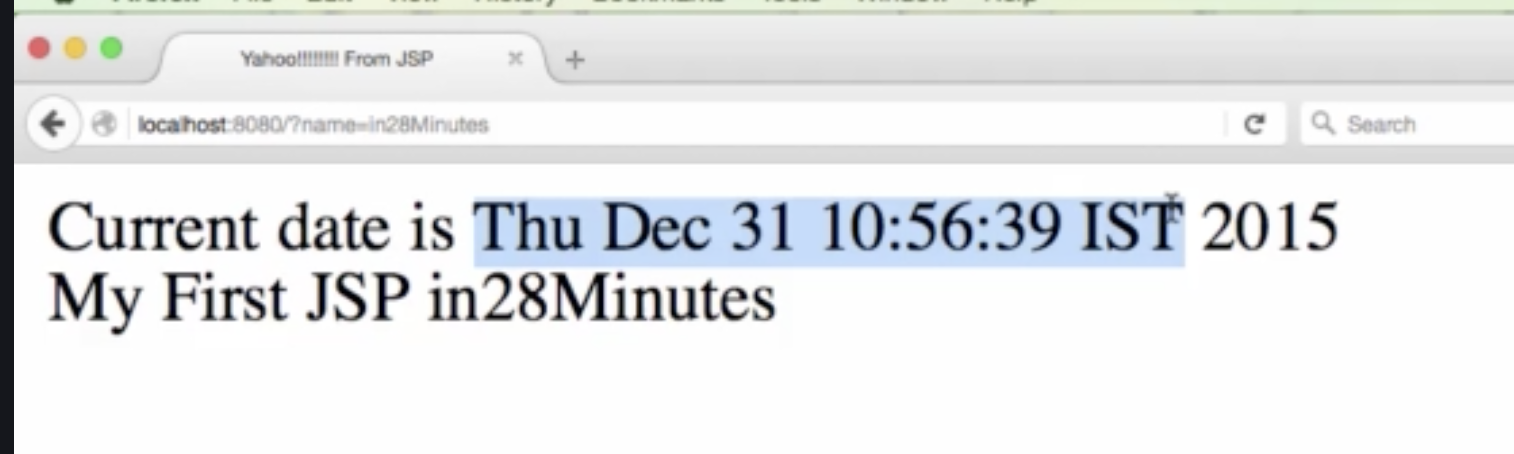 Yahoo!!!!!!!! From JSP
localhost:8080/?name=in28Minutes
Search
Current date is Thu Dec 31 10:56:39 IST 2015
My First JSP in28Minutes